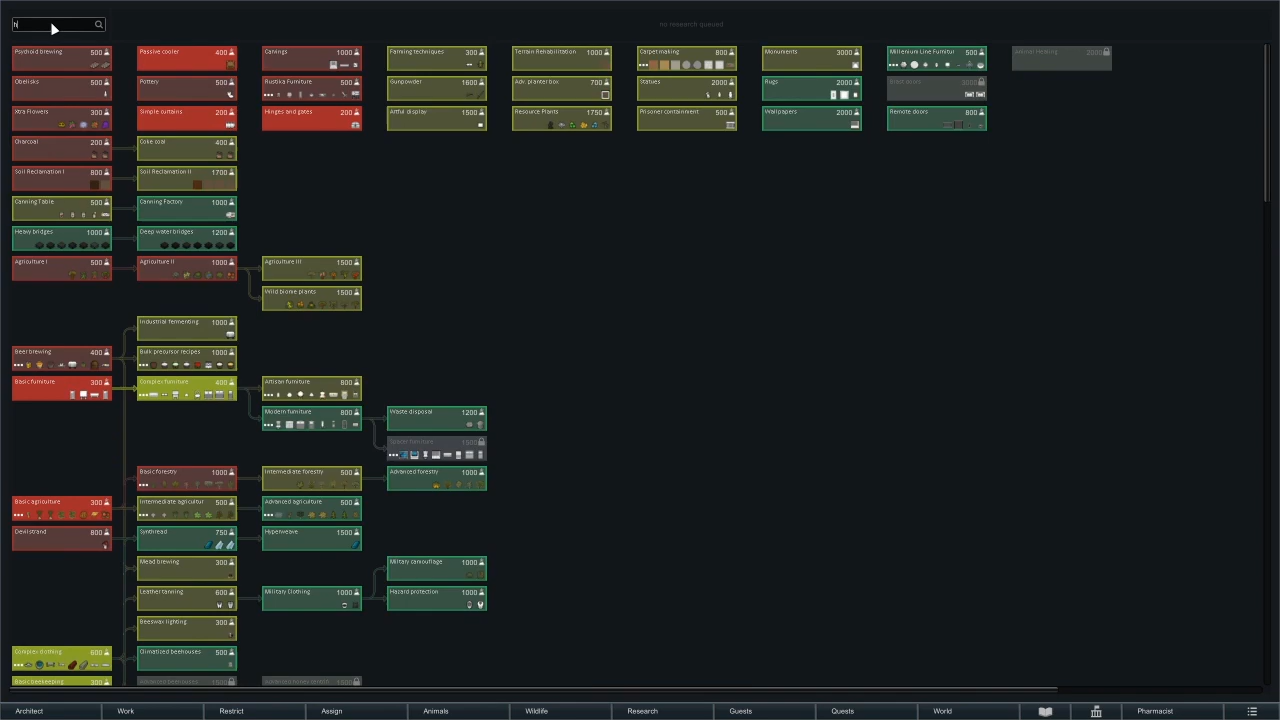 h
no research queued
Psychoid brewing 500
Passive cooler 400
Carvings 1000
Farming techniques 300
Terrain Rehabilitation 1000
Carpet making 800
Monuments 3000
Millenium Line Furnitur 500
2000
Obelisks 500
Pottery 200
Rustika Furniture 500
Gunpowder 1600
Adv. planter box 700
Statues 2000
Rugs 2000
3000
Xtra Flowers 300
Simple curtains 200
Hinges and gates 200
Artful display 1500
Resource Plants 1750
Prisoner containment 500
Wallpapers 2000
Remote doors 800
Charcoal 200
Coke coal 400
Soil Reclamation I 800
Soil Reclamation II 1700
Canning Table 500
Canning Factory 1000
Heavy bridges 1000
Deep water bridges 1200
Agriculture I 500
Agriculture II 1000
Agriculture III 1500
Wild biome plants 1500
Industrial fermenting 1000
Beer brewing 400
Bulk precursor recipes 1000
Basic furniture 300
Complex furniture 400
Artisan furniture 800
Modern furniture 800
Waste disposal 1200
Spacer furniture 1500
Basic forestry 1000
Intermediate forestry 500
Advanced forestry 1000
Basic agriculture 300
Intermediate agricultur 500
Advanced agriculture 500
Devilstrand 800
Synthread 750
Hyperweave 1500
Mead brewing 300
Military camouflage 1000
Leather tanning 600
Military Clothing 1000
Hazard protection 1000
Beeswax lighting 300
Complex clothing 600
Climatised beehouses 500
Basic beekeeping 300
Advanced beehouses 1500
1000
Architect
Work
Restrict
Assign
Animals
Wildlife
Research
Guests
Quests
World
Pharmacist